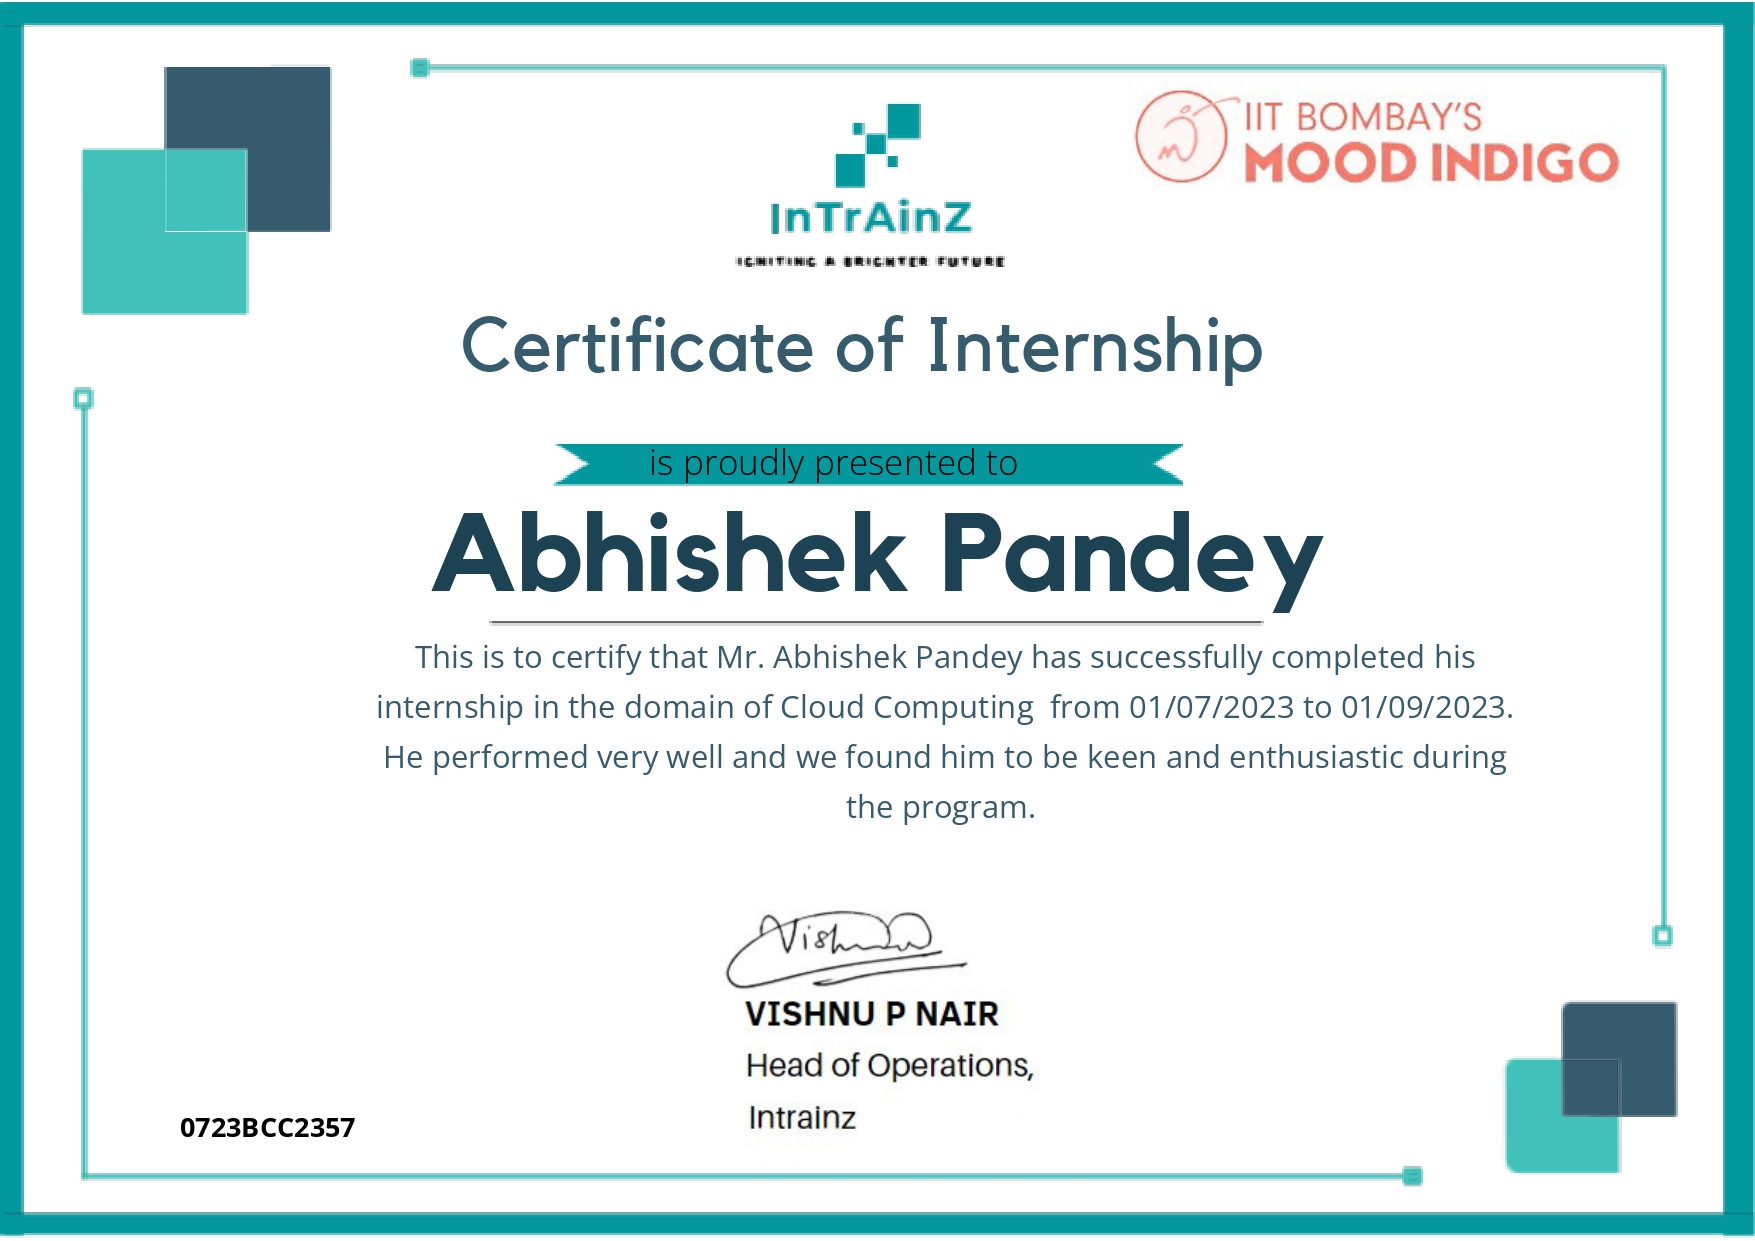 IIT BOMBAY'S
MOOD INDIGO
InTrAinZ
IGNITING A BRIGHTER FUTURE
Certificate of Internship
is proudly presented to
Abhishek Pandey
This is to certify that Mr. Abhishek Pandey has successfully completed his
internship in the domain of Cloud Computing  from 01/07/2023 to 01/09/2023.
He performed very well and we found him to be keen and enthusiastic during
the program.
Vishnu
VISHNU P NAIR
Head of Operations,
Intrainz
0723BCC2357